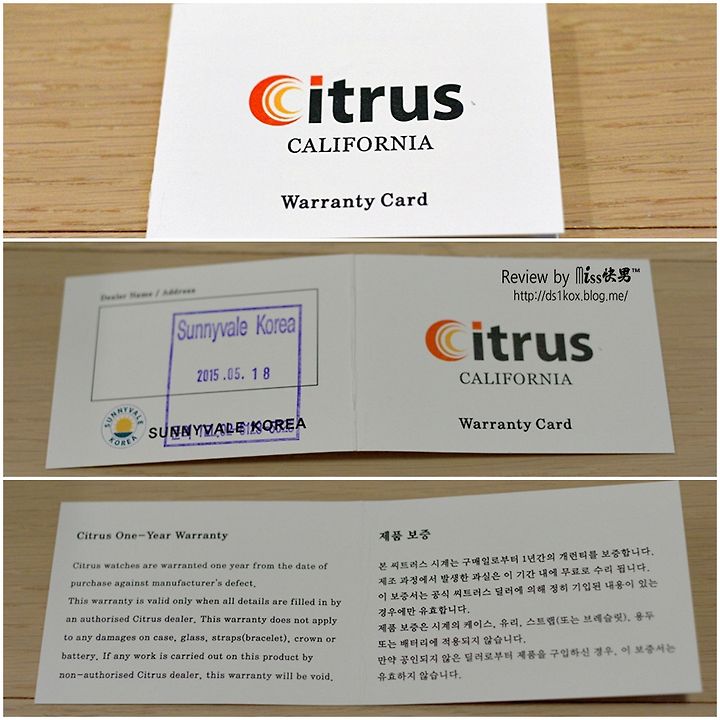 Citrus
CALIFORNIA
Warranty Card
Review by Miss快男™
http://ds1kox.blog.me/
Dealer Name / Address
Sunnyvale Korea
2015.05.18
SUNNYVALE KOREA
SUNNYVALE KOREA
Citrus
CALIFORNIA
Warranty Card
Citrus One-Year Warranty
Citrus watches are warranted one year from the date of
purchase against manufacturer's defect.
This warranty is valid only when all details are filled in by
an authorised Citrus dealer. This warranty does not apply
to any damages on case, glass, straps(bracelet), crown or
battery. If any work is carried out on this product by
non-authorised Citrus dealer, this warranty will be void.
제품 보증
본 씨트러스 시계는 구매일로부터 1년간의 개런티를 보증합니다.
제조 과정에서 발생한 과실은 이 기간 내에 무료로 수리 됩니다.
이 보증서는 공식 씨트러스 딜러에 의해 정히 기입된 내용이 있는
경우에만 유효합니다.
제품 보증은 시계의 케이스, 유리, 스트랩(또는 브레슬릿), 용두
또는 배터리에 적용되지 않습니다.
만약 공인되지 않은 딜러로부터 제품을 구입하신 경우, 이 보증서는
유효하지 않습니다.